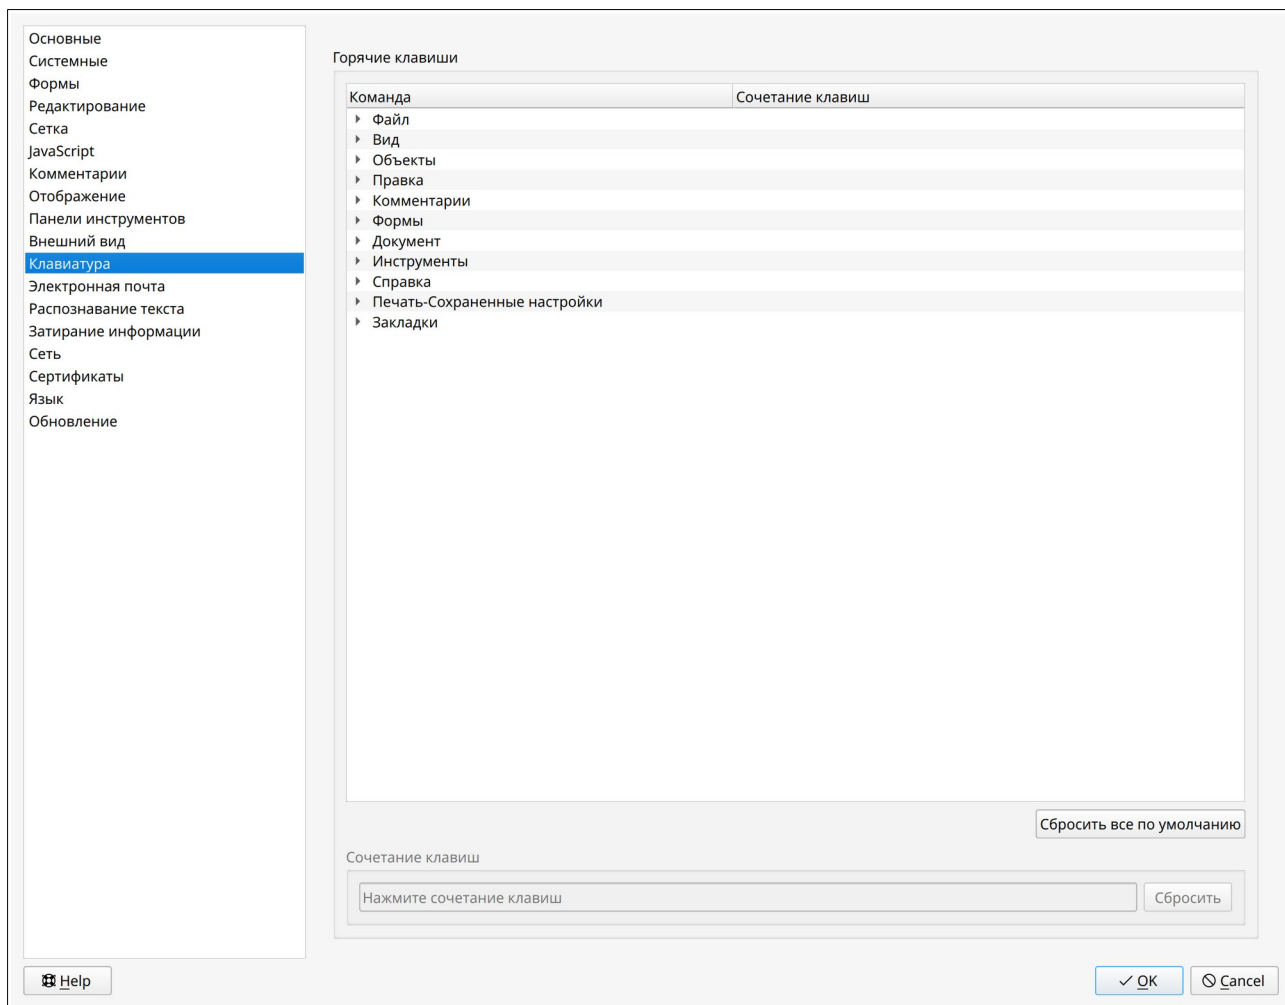 Основные
Системные
Формы
Редактирование
Сетка
JavaScript
Комментарии
Отображение
Панели инструментов
Внешний вид
Клавиатура
Электронная почта
Распознавание текста
Затирание информации
Сеть
Сертификаты
Язык
Обновление
Горячие клавиши
Команда Сочетание клавиш
Файл
Вид
Объекты
Правка
Комментарии
Формы
Документ
Инструменты
Справка
Печать-Сохраненные настройки
Закладки
Сбросить все по умолчанию
Сочетание клавиш
Нажмите сочетание клавиш Сбросить
Help OK Cancel